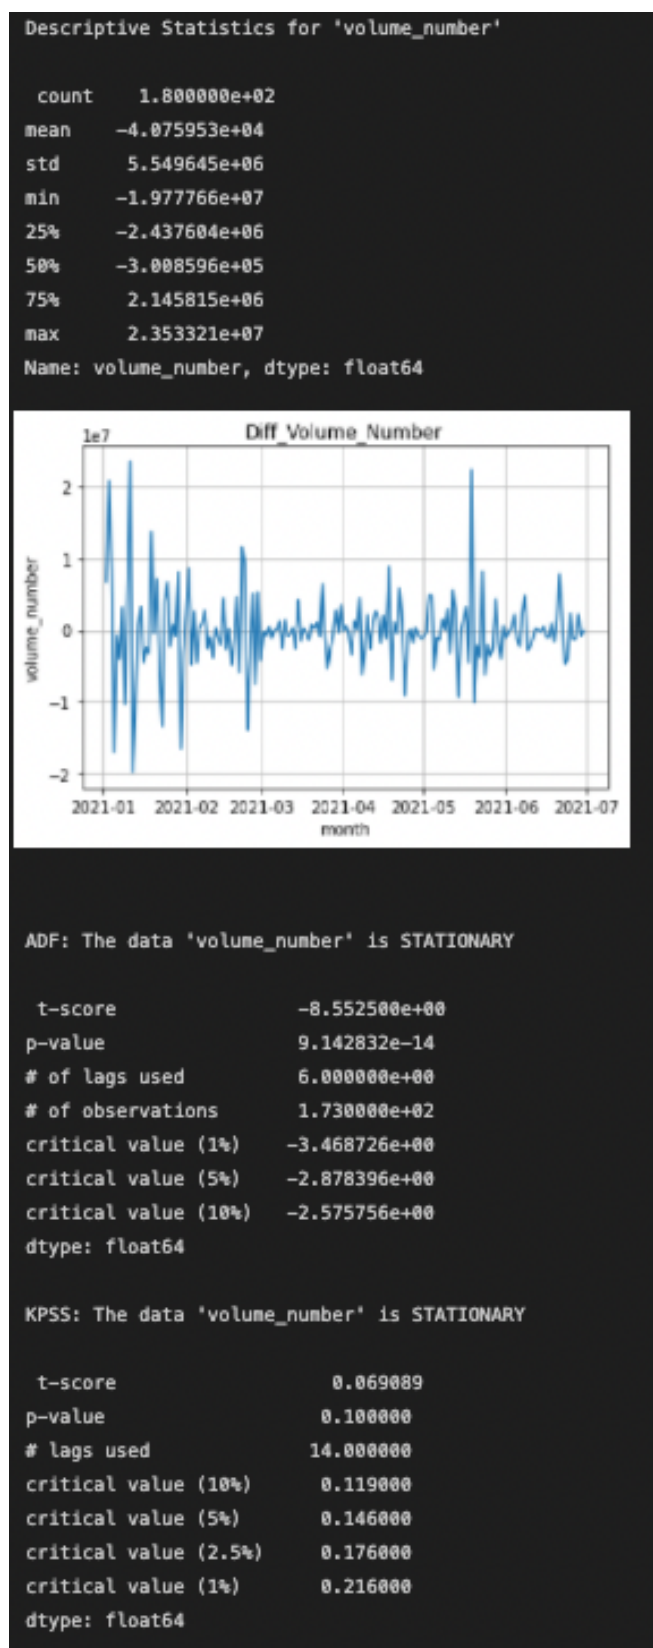 Descriptive Statistics for 'volume_number'
count 1.800000e+02
mean -4.075953e+04
std 5.549645e+06
min -1.977766e+07
25% -2.437604e+06
50% -3.008596e+05
75% 2.145815e+06
max 2.353321e+07
Name: volume_number, dtype: float64
Diff_Volume_Number
1e7
2
1
0
−1
−2
volume_number
2021-01 2021-02 2021-03 2021-04 2021-05 2021-06 2021-07
month
ADF: The data 'volume_number' is STATIONARY
t-score -8.552500e+00
p-value 9.142832e-14
# of lags used 6.000000e+00
# of observations 1.730000e+02
critical value (1%) -3.468726e+00
critical value (5%) -2.878396e+00
critical value (10%) -2.575756e+00
dtype: float64
KPSS: The data 'volume_number' is STATIONARY
t-score 0.069089
p-value 0.100000
# lags used 14.000000
critical value (10%) 0.119000
critical value (5%) 0.146000
critical value (2.5%) 0.176000
critical value (1%) 0.216000
dtype: float64